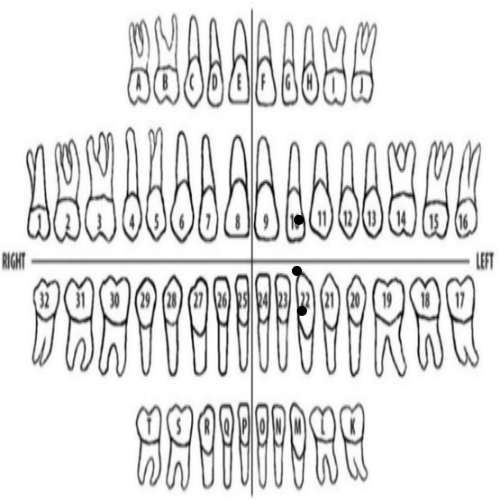 A B C D E F G H I J
1 2 3 4 5 6 7 8 9 11 12 13 14 15 16
RIGHT LEFT
32 31 30 29 28 27 26 25 24 23 22 21 20 19 18 17
T S R Q P O N M L K